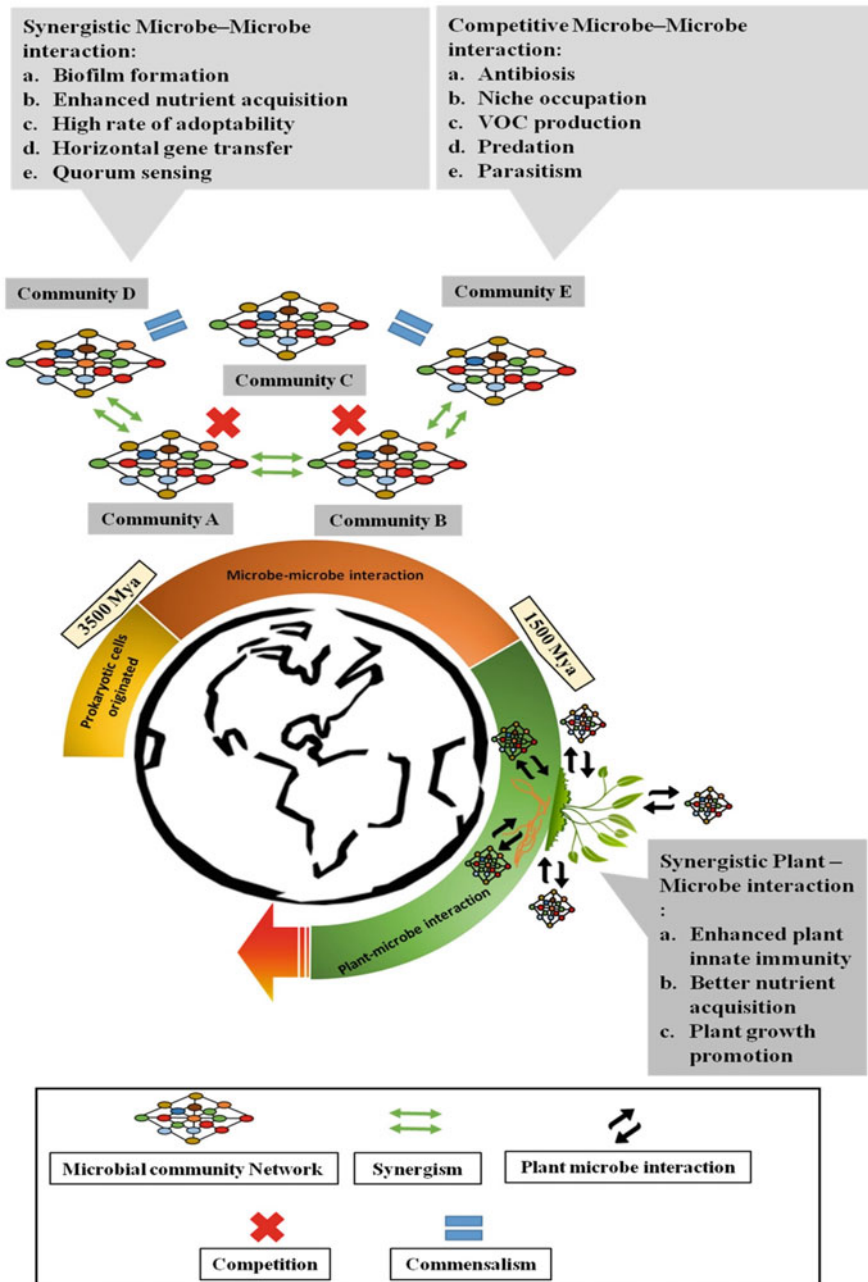 Synergistic Microbe–Microbe
interaction:
a. Biofilm formation
b. Enhanced nutrient acquisition
c. High rate of adoptability
d. Horizontal gene transfer
e. Quorum sensing
Competitive Microbe–Microbe
interaction:
a. Antibiosis
b. Niche occupation
c. VOC production
d. Predation
e. Parasitism
Community D
Community E
Community C
Community A
Community B
Microbe-microbe interaction
3500 Mya
1500 Mya
Prokaryotic cells
originated
Plant-microbe interaction
Synergistic Plant –
Microbe interaction
:
a. Enhanced plant
innate immunity
b. Better nutrient
acquisition
c. Plant growth
promotion
Microbial community Network
Synergism
Plant microbe interaction
Competition
Commensalism